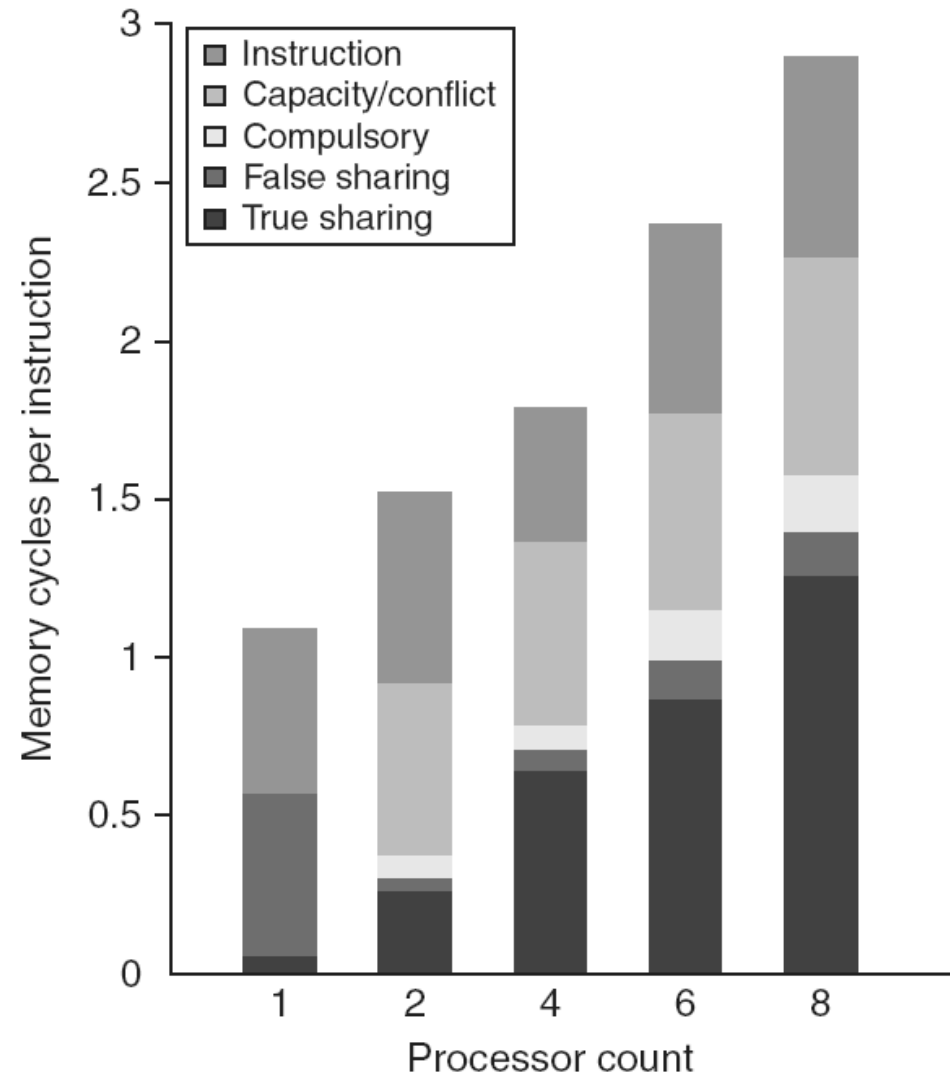 3
Instruction
Capacity/conflict
Compulsory
False sharing
True sharing
2.5
2
1.5
1
0.5
0
Memory cycles per instruction
1 2 4 6 8
Processor count